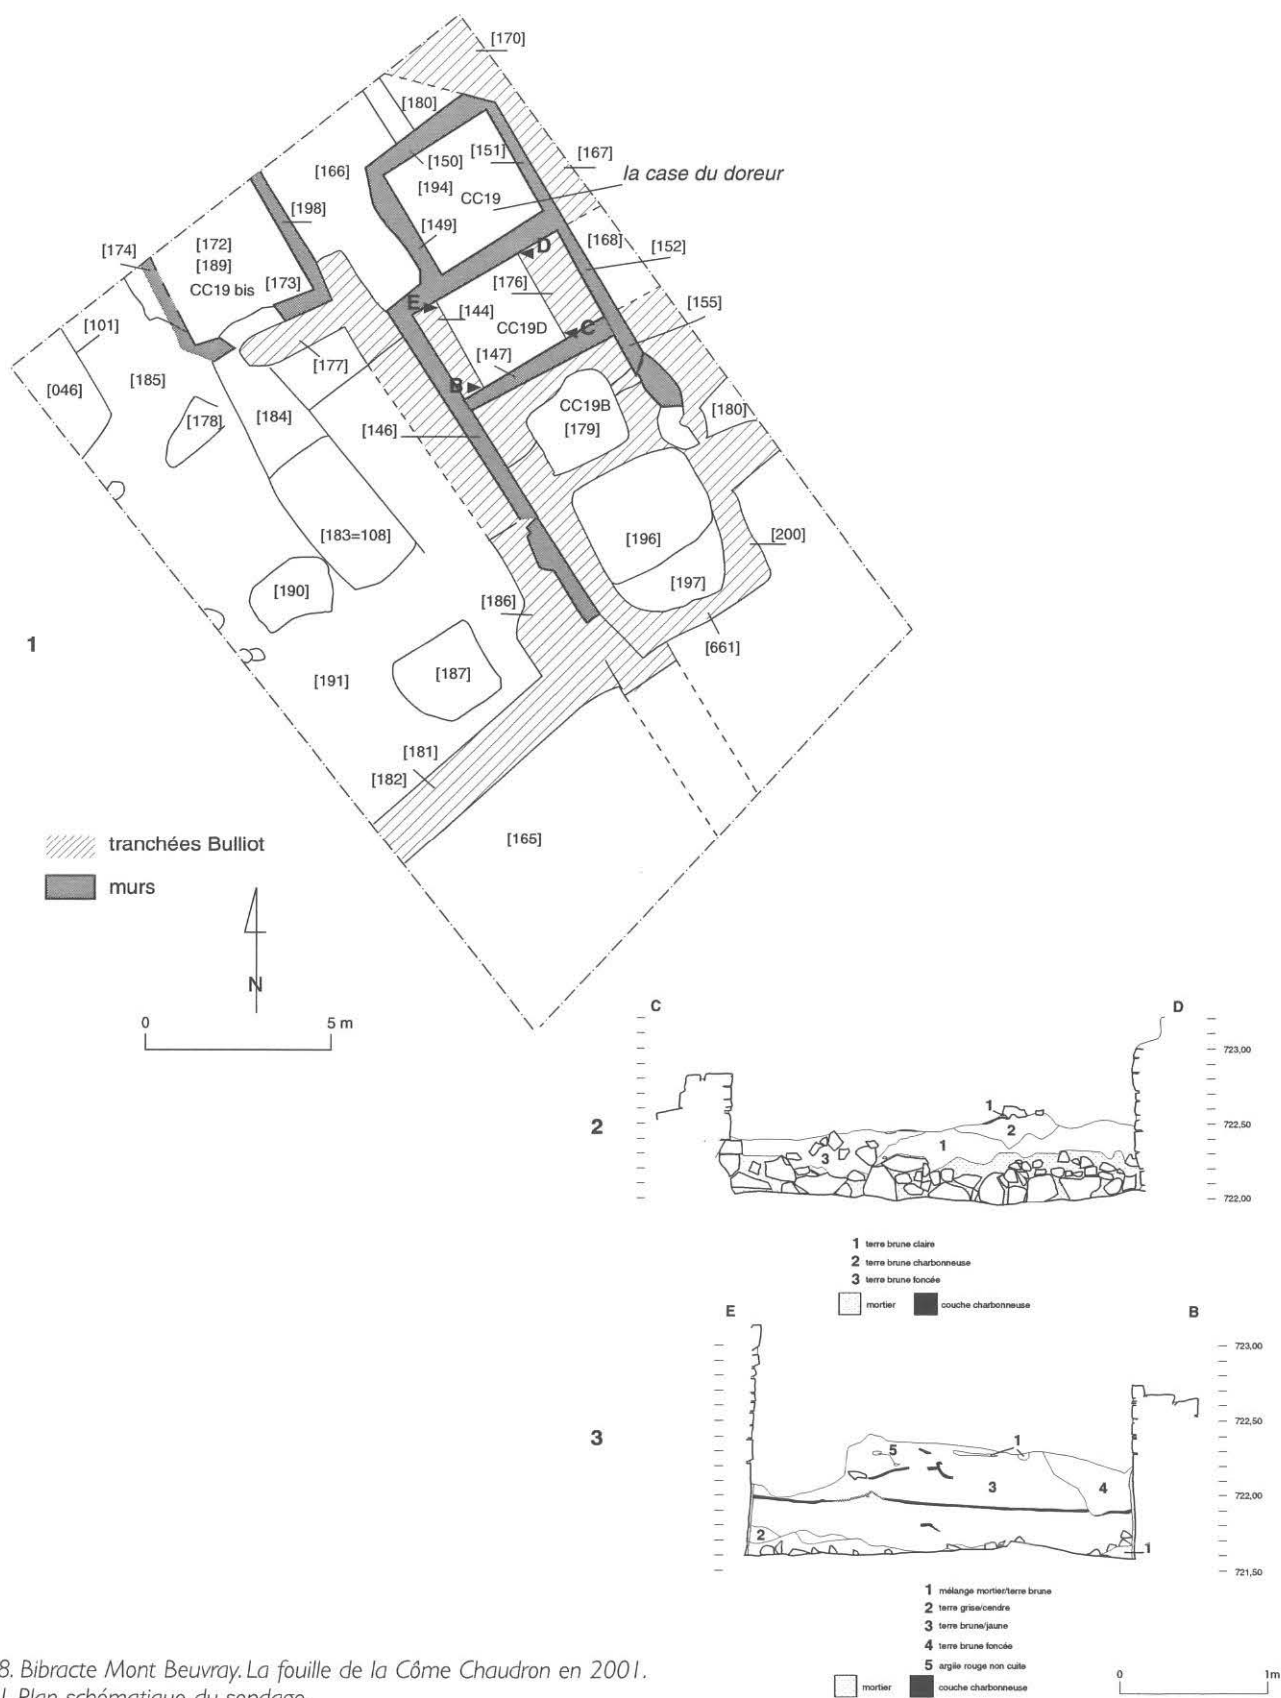 [170]
[180]
[150]
[151]
[167]
[166]
la case du doreur
[194]
CC19
[198]
[174]
[172]
[149]
D
[168]
[152]
[189]
[173]
CC19 bis
[176]
E
[144]
[155]
[101]
CC19D
C
[147]
[177]
[185]
[046]
B
CC19B
[180]
[178]
[184]
[179]
[146]
[183=108]
[196]
[200]
[190]
[197]
[186]
1
[661]
[191]
[187]
[181]
[182]
[165]
tranchées Bulliot
murs
N
0 5 m
C D
723,00
1
2
722,50
2
1
3
722,00
1 terre brune claire
2 terre brune charbonneuse
3 terre brune foncée
mortier couche charbonneuse
E B
723,00
722,50
3
1
5
3
4
722,00
2
1
721,50
1 mélange mortier/terre brune
2 terre grise/cendre
3 terre brune/jaune
4 terre brune foncée
5 argile rouge non cuite
mortier couche charbonneuse
0 1m
8. Bibracte Mont Beuvray. La fouille de la Côme Chaudron en 2001.
1. Plan schématique du sondage